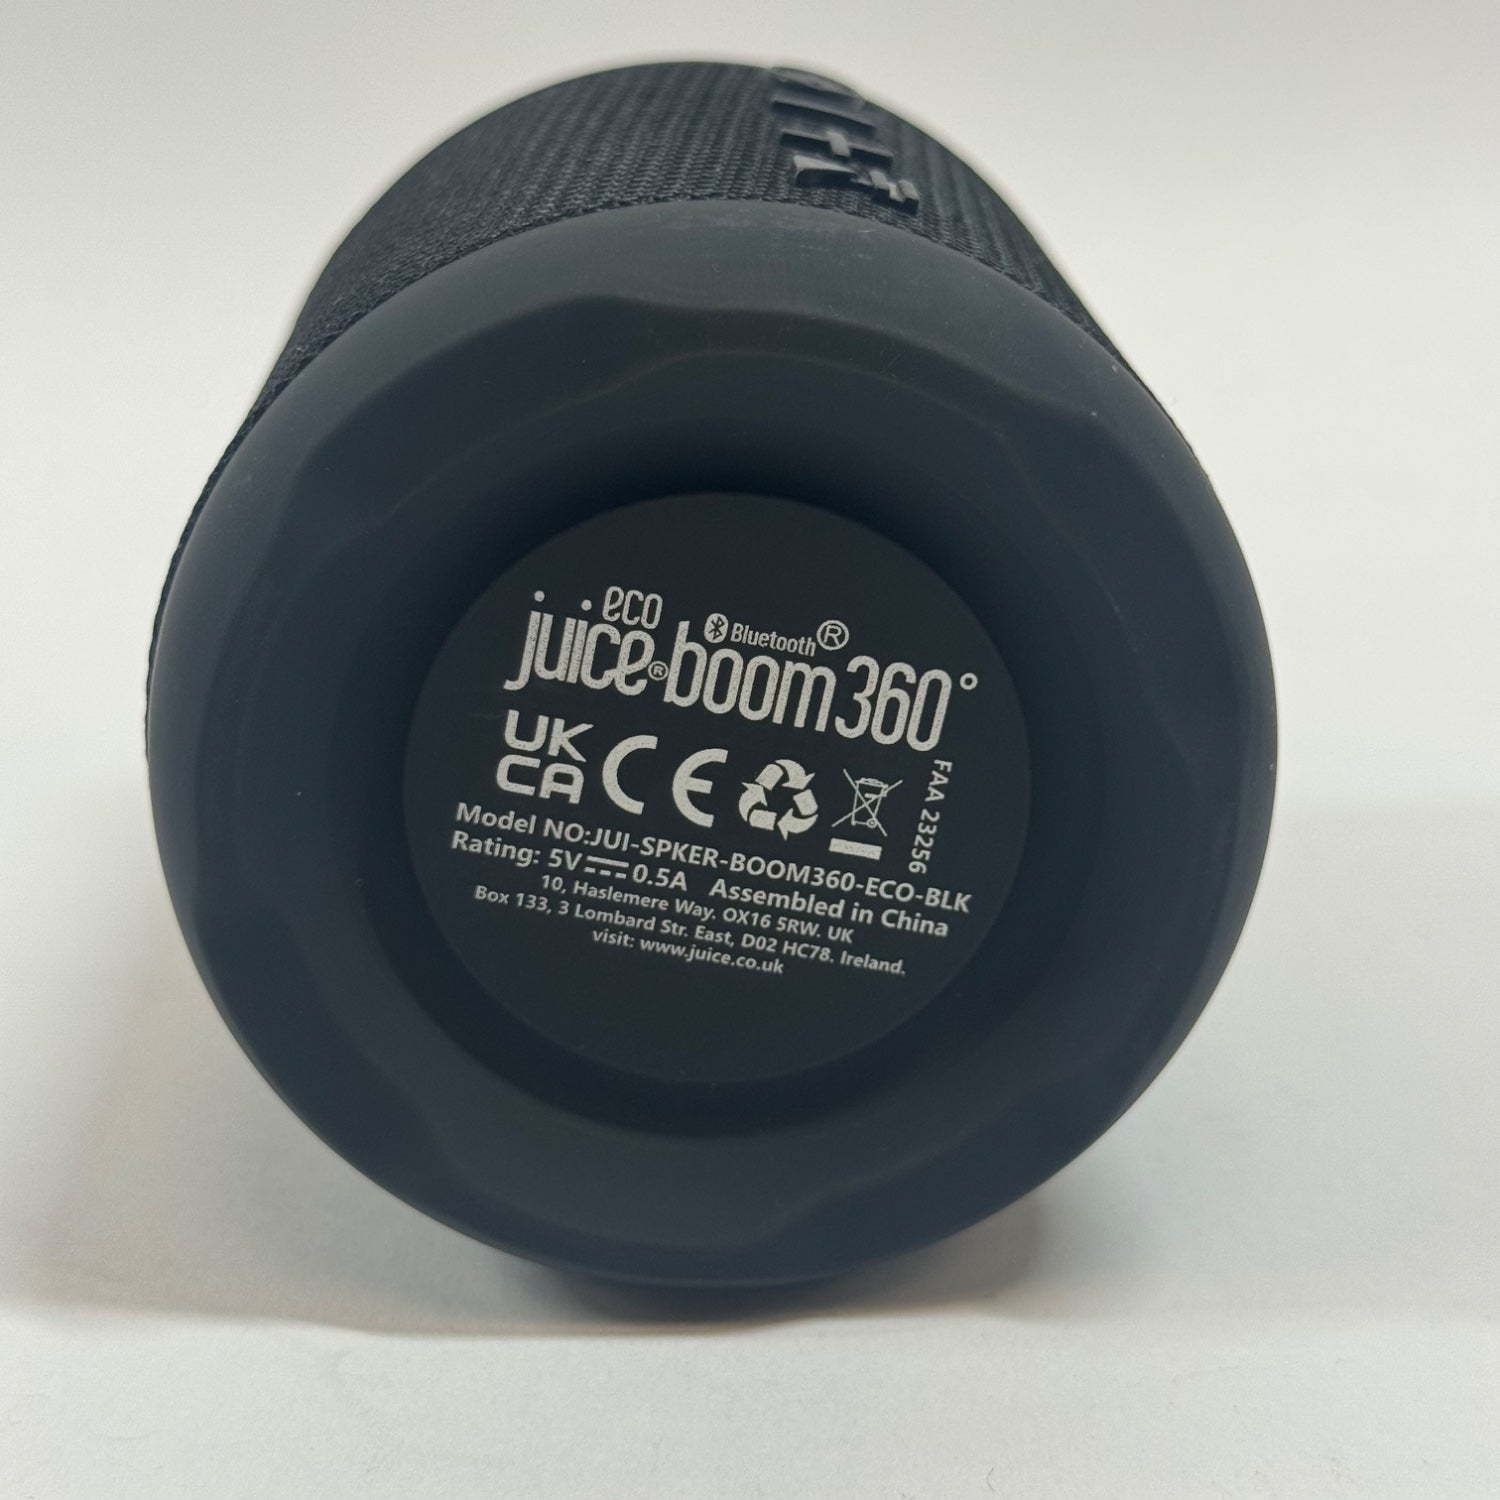 eco
juice® boom 360°
Bluetooth®
UK
CA CE
FAA 23256
Model NO:JUI-SPKER-BOOM360-ECO-BLK
Rating: 5V⎓0.5A Assembled in China
10, Haslemere Way. OX16 5RW. UK
Box 133, 3 Lombard Str. East, D02 HC78. Ireland.
visit: www.juice.co.uk